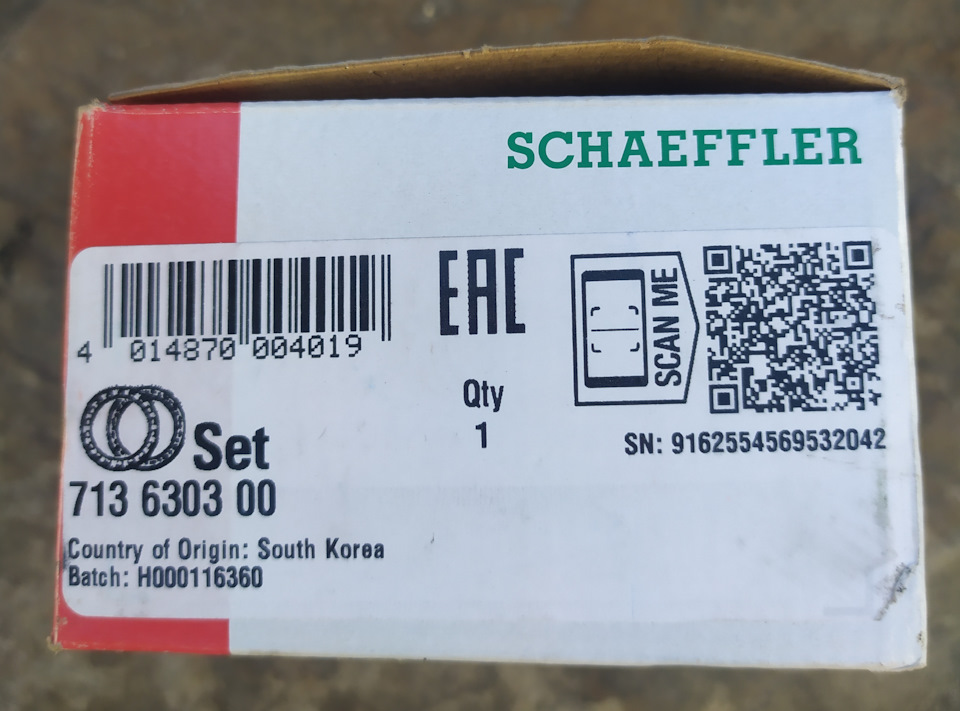 SCHAEFFLER
4 014870 004019
EAC
SCAN ME
Qty
1
SN: 9162554569532042
Set
713 6303 00
Country of Origin: South Korea
Batch: H000116360